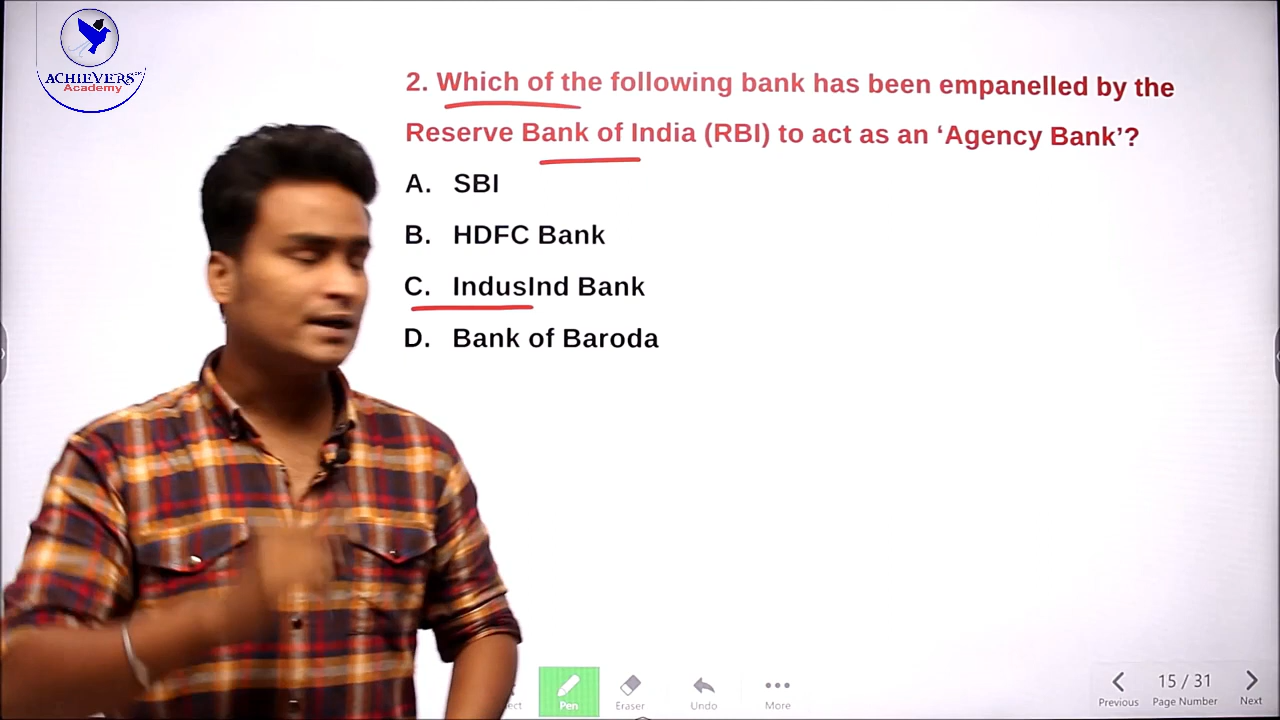 ACHIEVERS
Academy
2. Which of the following bank has been empanelled by the
Reserve Bank of India (RBI) to act as an ‘Agency Bank’?
A. SBI
B. HDFC Bank
C. IndusInd Bank
D. Bank of Baroda
Pen
Eraser
Undo
More
Previous
15 / 31
Page Number
Next